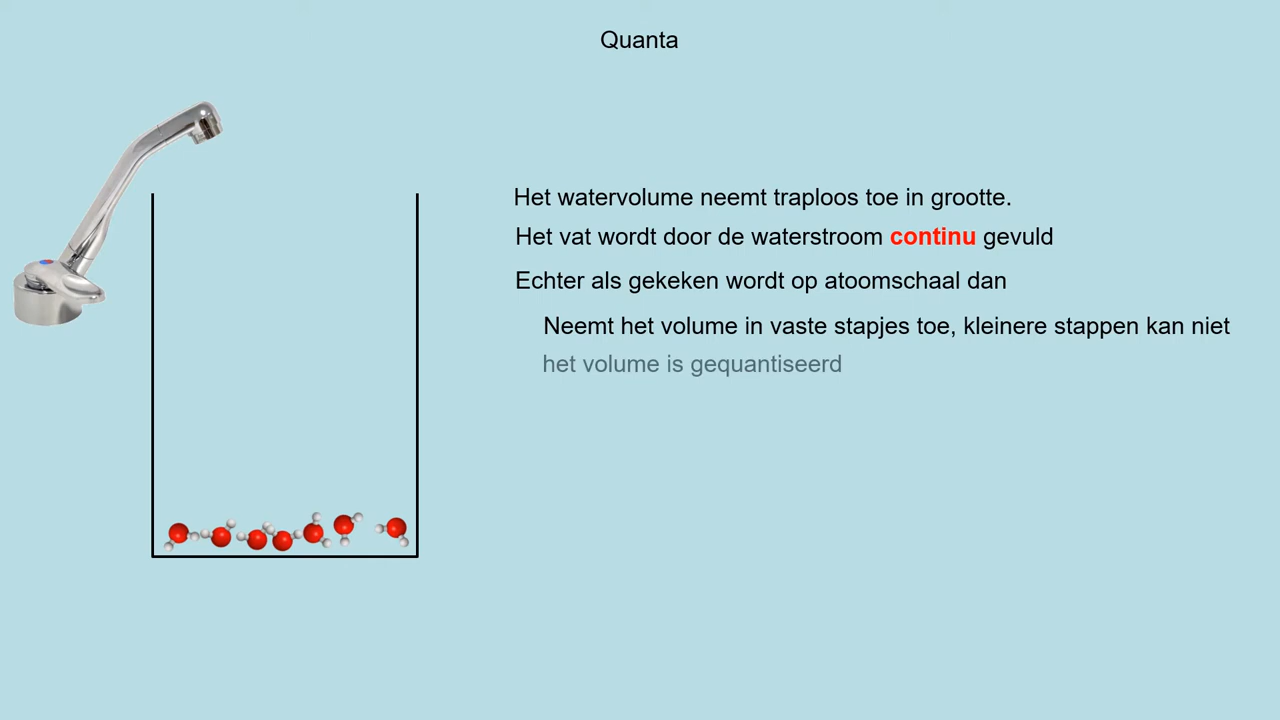 Quanta
Het watervolume neemt traploos toe in grootte.
Het vat wordt door de waterstroom continu gevuld
Echter als gekeken wordt op atoomschaal dan
Neemt het volume in vaste stapjes toe, kleinere stappen kan niet
het volume is gequantiseerd